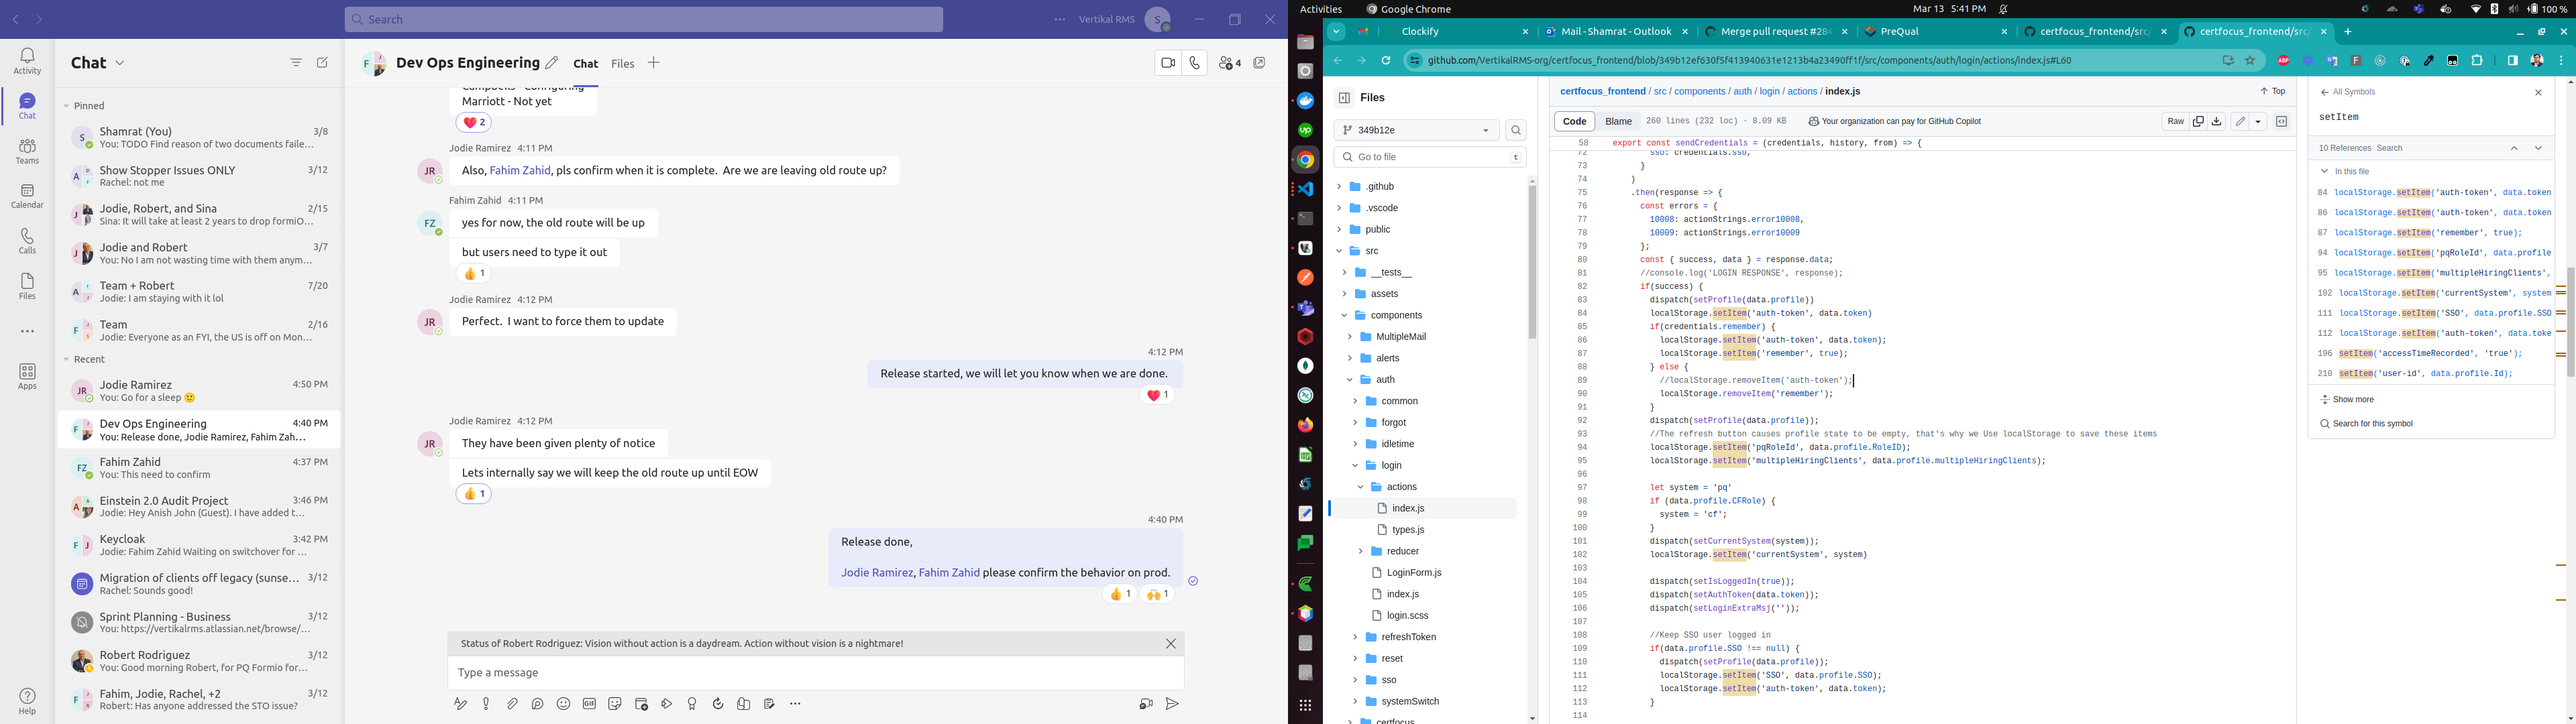 Search
Vertikal RMS
S
Activity
Chat
Teams
Calendar
Calls
Files
Apps
Help
Chat
Pinned
Shamrat (You) 3/8
You: TODO Find reason of two documents faile...
Show Stopper Issues ONLY 3/12
Rachel: not me
Jodie, Robert, and Sina 2/15
Sina: It will take at least 2 years to drop formiO...
Jodie and Robert 3/7
You: No I am not wasting time with them anym...
Team + Robert 7/20
Jodie: I am staying with it lol
Team 2/16
Jodie: Everyone as an FYI, the US is off on Mon...
Recent
Jodie Ramirez 4:50 PM
You: Go for a sleep 🙂
Dev Ops Engineering 4:40 PM
You: Release done, Jodie Ramirez, Fahim Zah...
Fahim Zahid 4:37 PM
You: This need to confirm
Einstein 2.0 Audit Project 3:46 PM
Jodie: Hey Anish John (Guest). I have added t...
Keycloak 3:42 PM
Jodie: Fahim Zahid Waiting on switchover for ...
Migration of clients off legacy (sunse... 3/12
Rachel: Sounds good!
Sprint Planning - Business 3/12
You: https://vertikalrms.atlassian.net/browse/...
Robert Rodriguez 3/12
You: Good morning Robert, for PQ Formio for...
Fahim, Jodie, Rachel, +2 3/12
Robert: Has anyone addressed the STO issue?
Dev Ops Engineering Chat Files 4
Campbells - Configuring
Marriott - Not yet
2
Jodie Ramirez 4:11 PM
Also, Fahim Zahid, pls confirm when it is complete. Are we are leaving old route up?
Fahim Zahid 4:11 PM
yes for now, the old route will be up
but users need to type it out
1
Jodie Ramirez 4:12 PM
Perfect. I want to force them to update
4:12 PM
Release started, we will let you know when we are done.
1
Jodie Ramirez 4:12 PM
They have been given plenty of notice
Lets internally say we will keep the old route up until EOW
1
4:40 PM
Release done,
Jodie Ramirez, Fahim Zahid please confirm the behavior on prod.
1 1
Status of Robert Rodriguez: Vision without action is a daydream. Action without vision is a nightmare!
Type a message
Activities Google Chrome Mar 13 5:41 PM 100 %
Clockify Mail - Shamrat - Outlook Merge pull request #284 PreQual certfocus_frontend/src/ certfocus_frontend/src/
github.com/VertikalRMS-org/certfocus_frontend/blob/349b12ef630f5f413940631e1213b4a23490ff1f/src/components/auth/login/actions/index.js#L60
Files
349b12e
Go to file t
.github
.vscode
public
src
__tests__
assets
components
MultipleMail
alerts
auth
common
forgot
idletime
login
actions
index.js
types.js
reducer
LoginForm.js
index.js
login.scss
refreshToken
reset
sso
systemSwitch
certfocus
certfocus_frontend / src / components / auth / login / actions / index.js Top
Code Blame 260 lines (232 loc) · 8.09 KB Your organization can pay for GitHub Copilot Raw
58 export const sendCredentials = (credentials, history, from) => {
72 sso: credentials.sso,
73 }
74 )
75 .then(response => {
76 const errors = {
77 10008: actionStrings.error10008,
78 10009: actionStrings.error10009
79 };
80 const { success, data } = response.data;
81 //console.log('LOGIN RESPONSE', response);
82 if(success) {
83 dispatch(setProfile(data.profile))
84 localStorage.setItem('auth-token', data.token)
85 if(credentials.remember) {
86 localStorage.setItem('auth-token', data.token);
87 localStorage.setItem('remember', true);
88 } else {
89 //localStorage.removeItem('auth-token');
90 localStorage.removeItem('remember');
91 }
92 dispatch(setProfile(data.profile));
93 //The refresh button causes profile state to be empty, that's why we Use localStorage to save these items
94 localStorage.setItem('pqRoleId', data.profile.RoleID);
95 localStorage.setItem('multipleHiringClients', data.profile.multipleHiringClients);
96
97 let system = 'pq'
98 if (data.profile.CFRole) {
99 system = 'cf';
100 }
101 dispatch(setCurrentSystem(system));
102 localStorage.setItem('currentSystem', system)
103
104 dispatch(setIsLoggedIn(true));
105 dispatch(setAuthToken(data.token));
106 dispatch(setLoginExtraMsj(''));
107
108 //Keep SSO user logged in
109 if(data.profile.SSO !== null) {
110 dispatch(setProfile(data.profile));
111 localStorage.setItem('SSO', data.profile.SSO);
112 localStorage.setItem('auth-token', data.token);
113 }
114
All Symbols
setItem
10 References Search
In this file
84 localStorage.setItem('auth-token', data.token
86 localStorage.setItem('auth-token', data.token
87 localStorage.setItem('remember', true);
94 localStorage.setItem('pqRoleId', data.profile
95 localStorage.setItem('multipleHiringClients',
102 localStorage.setItem('currentSystem', system
111 localStorage.setItem('SSO', data.profile.SSO
112 localStorage.setItem('auth-token', data.toke
196 setItem('accessTimeRecorded', 'true');
210 setItem('user-id', data.profile.Id);
Show more
Search for this symbol